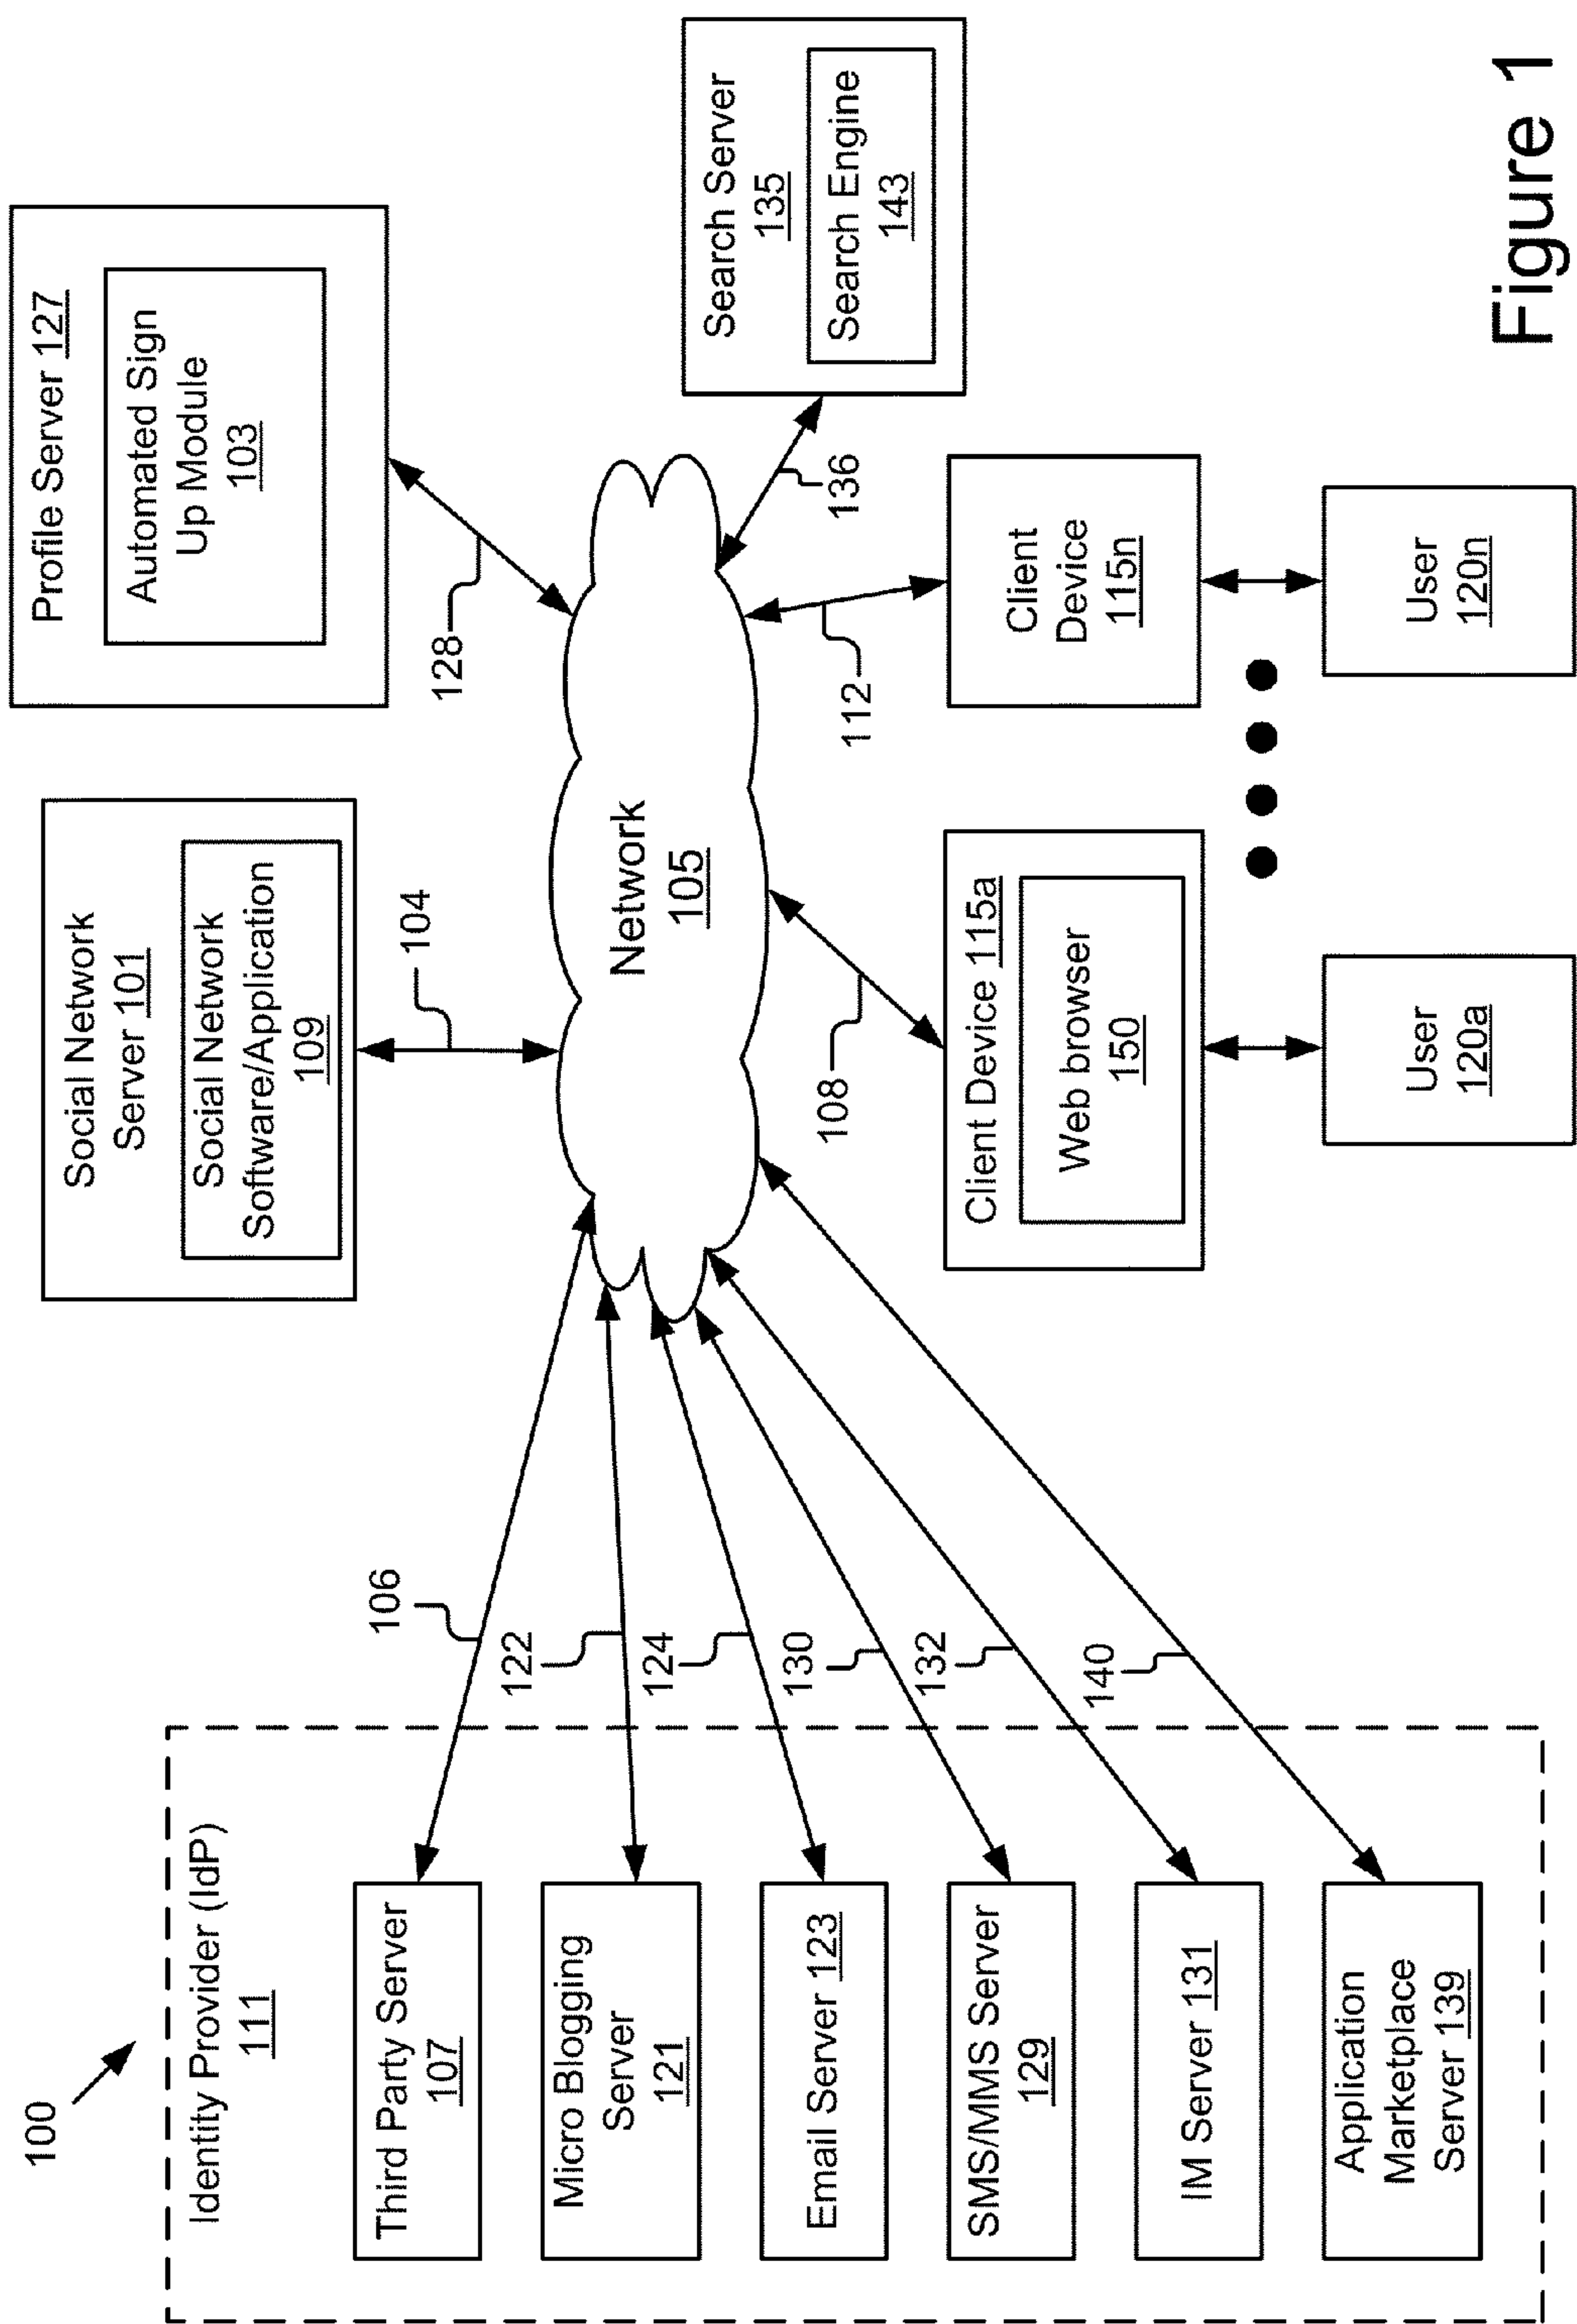 100
Identity Provider (IdP)
111
Third Party Server
107
Micro Blogging
Server
121
Email Server 123
SMS/MMS Server
129
IM Server 131
Application
Marketplace
Server 139
106
122
124
130
132
140
Social Network
Server 101
Social Network
Software/Application
109
104
Profile Server 127
Automated Sign
Up Module
103
128
Network
105
Search Server
135
Search Engine
143
136
108
112
Client Device 115a
Web browser
150
Client
Device
115n
User
120a
User
120n
Figure 1